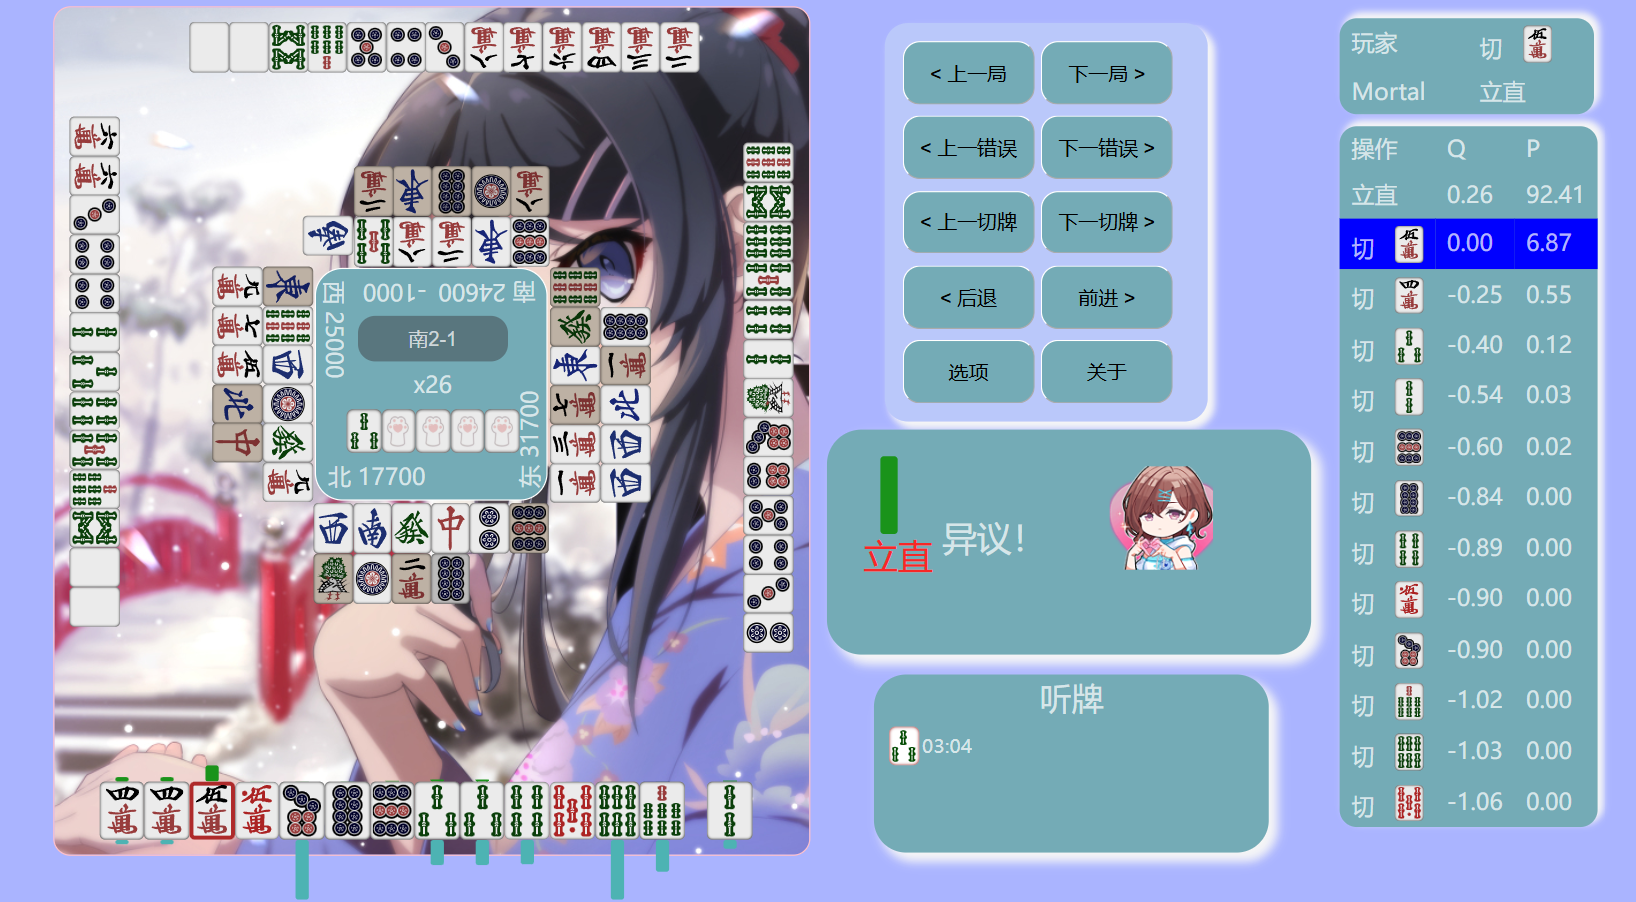 < 上一局
下一局 >
< 上一错误
下一错误 >
< 上一切牌
下一切牌 >
< 后退
前进 >
选项
关于
南 24600 -1000
西 25000
南2-1
x26
东 31700
北 17700
立直
异议！
听牌
03:04
玩家 切
Mortal 立直
操作 Q P
立直 0.26 92.41
切 0.00 6.87
切 -0.25 0.55
切 -0.40 0.12
切 -0.54 0.03
切 -0.60 0.02
切 -0.84 0.00
切 -0.89 0.00
切 -0.90 0.00
切 -0.90 0.00
切 -1.02 0.00
切 -1.03 0.00
切 -1.06 0.00